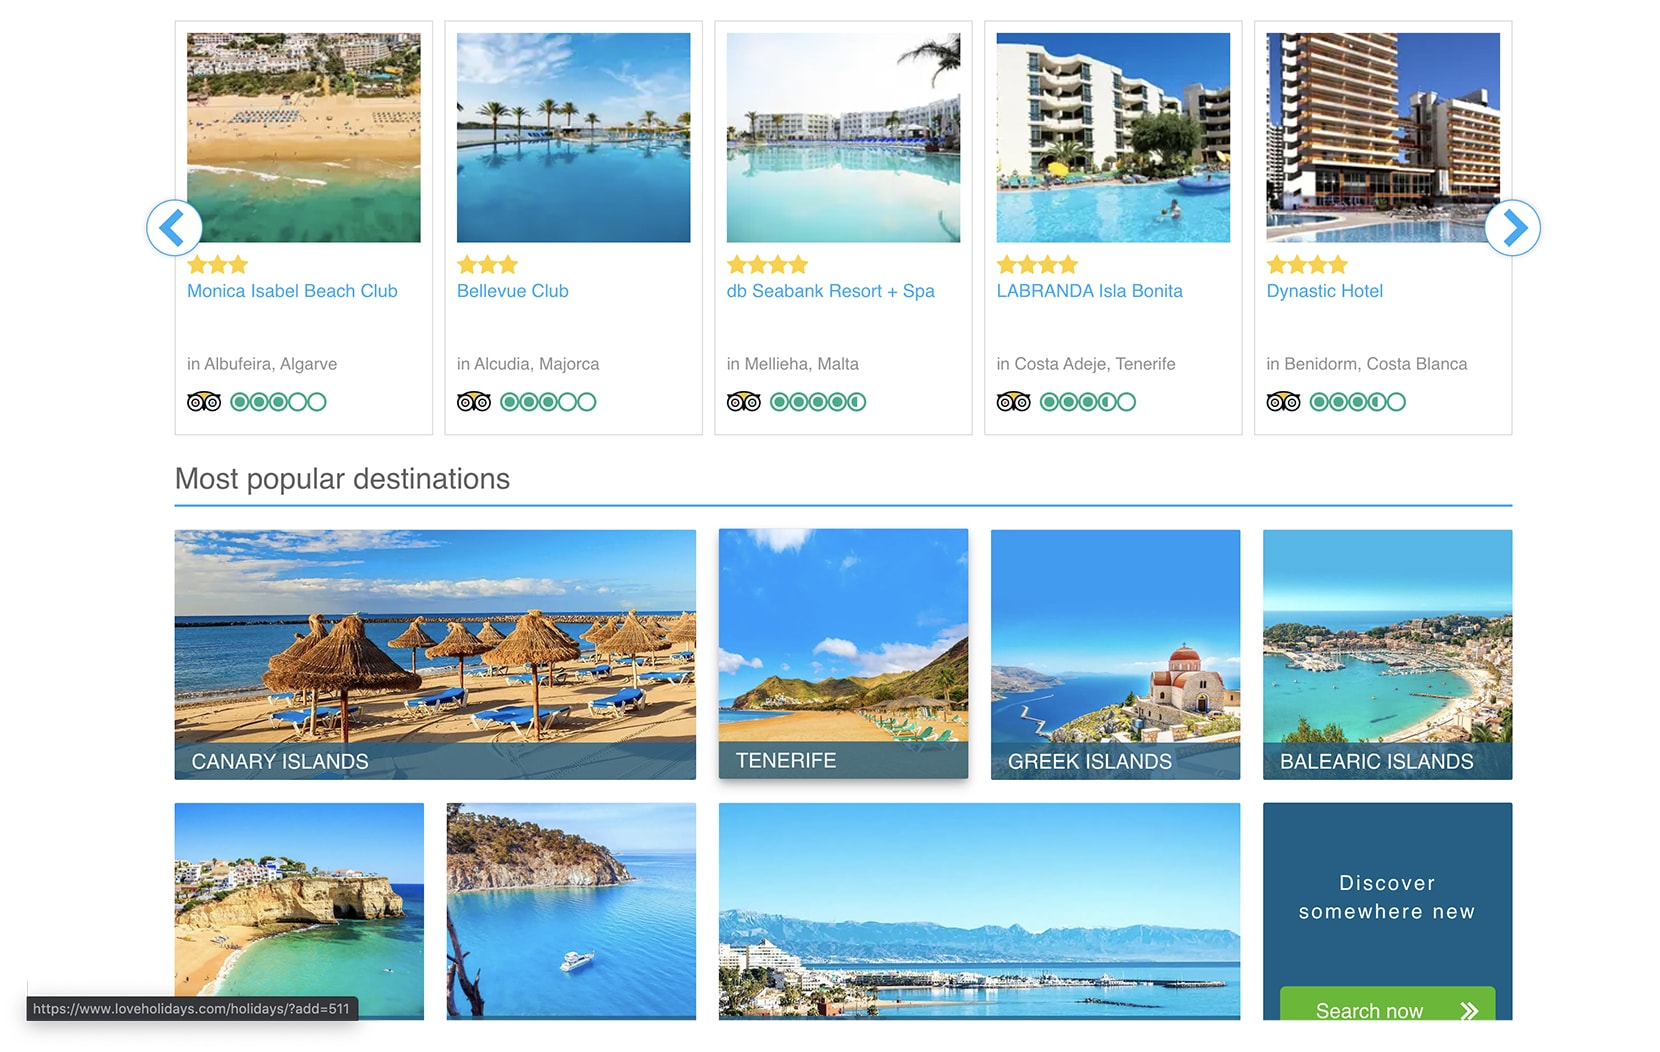 Monica Isabel Beach Club
in Albufeira, Algarve
Bellevue Club
in Alcudia, Majorca
db Seabank Resort + Spa
in Mellieha, Malta
LABRANDA Isla Bonita
in Costa Adeje, Tenerife
Dynastic Hotel
in Benidorm, Costa Blanca
Most popular destinations
CANARY ISLANDS
TENERIFE
GREEK ISLANDS
BALEARIC ISLANDS
Discover
somewhere new
Search now
https://www.loveholidays.com/holidays/?add=511